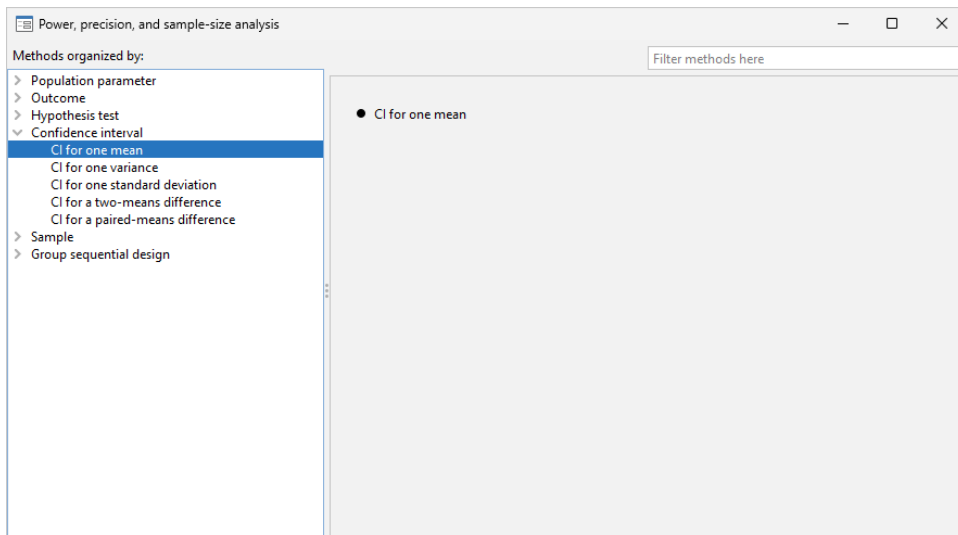 Power, precision, and sample-size analysis
Methods organized by:
Filter methods here
Population parameter
Outcome
Hypothesis test
Confidence interval
CI for one mean
CI for one variance
CI for one standard deviation
CI for a two-means difference
CI for a paired-means difference
Sample
Group sequential design
CI for one mean